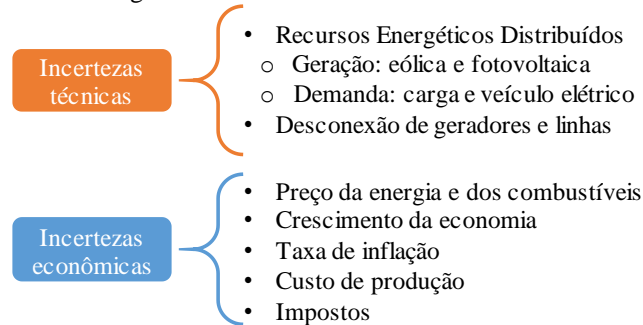 Incertezas
técnicas
• Recursos Energéticos Distribuídos
o Geração: eólica e fotovoltaica
o Demanda: carga e veículo elétrico
• Desconexão de geradores e linhas
Incertezas
econômicas
• Preço da energia e dos combustíveis
• Crescimento da economia
• Taxa de inflação
• Custo de produção
• Impostos